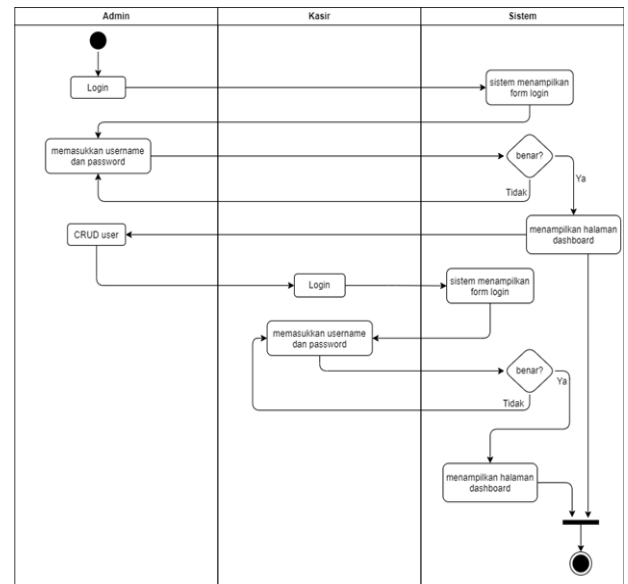 Admin
Kasir
Sistem
Login
sistem menampilkan
form login
memasukkan username
dan password
benar?
Ya
Tidak
menampilkan halaman
dashboard
CRUD user
Login
sistem menampilkan
form login
memasukkan username
dan password
benar?
Ya
Tidak
menampilkan halaman
dashboard